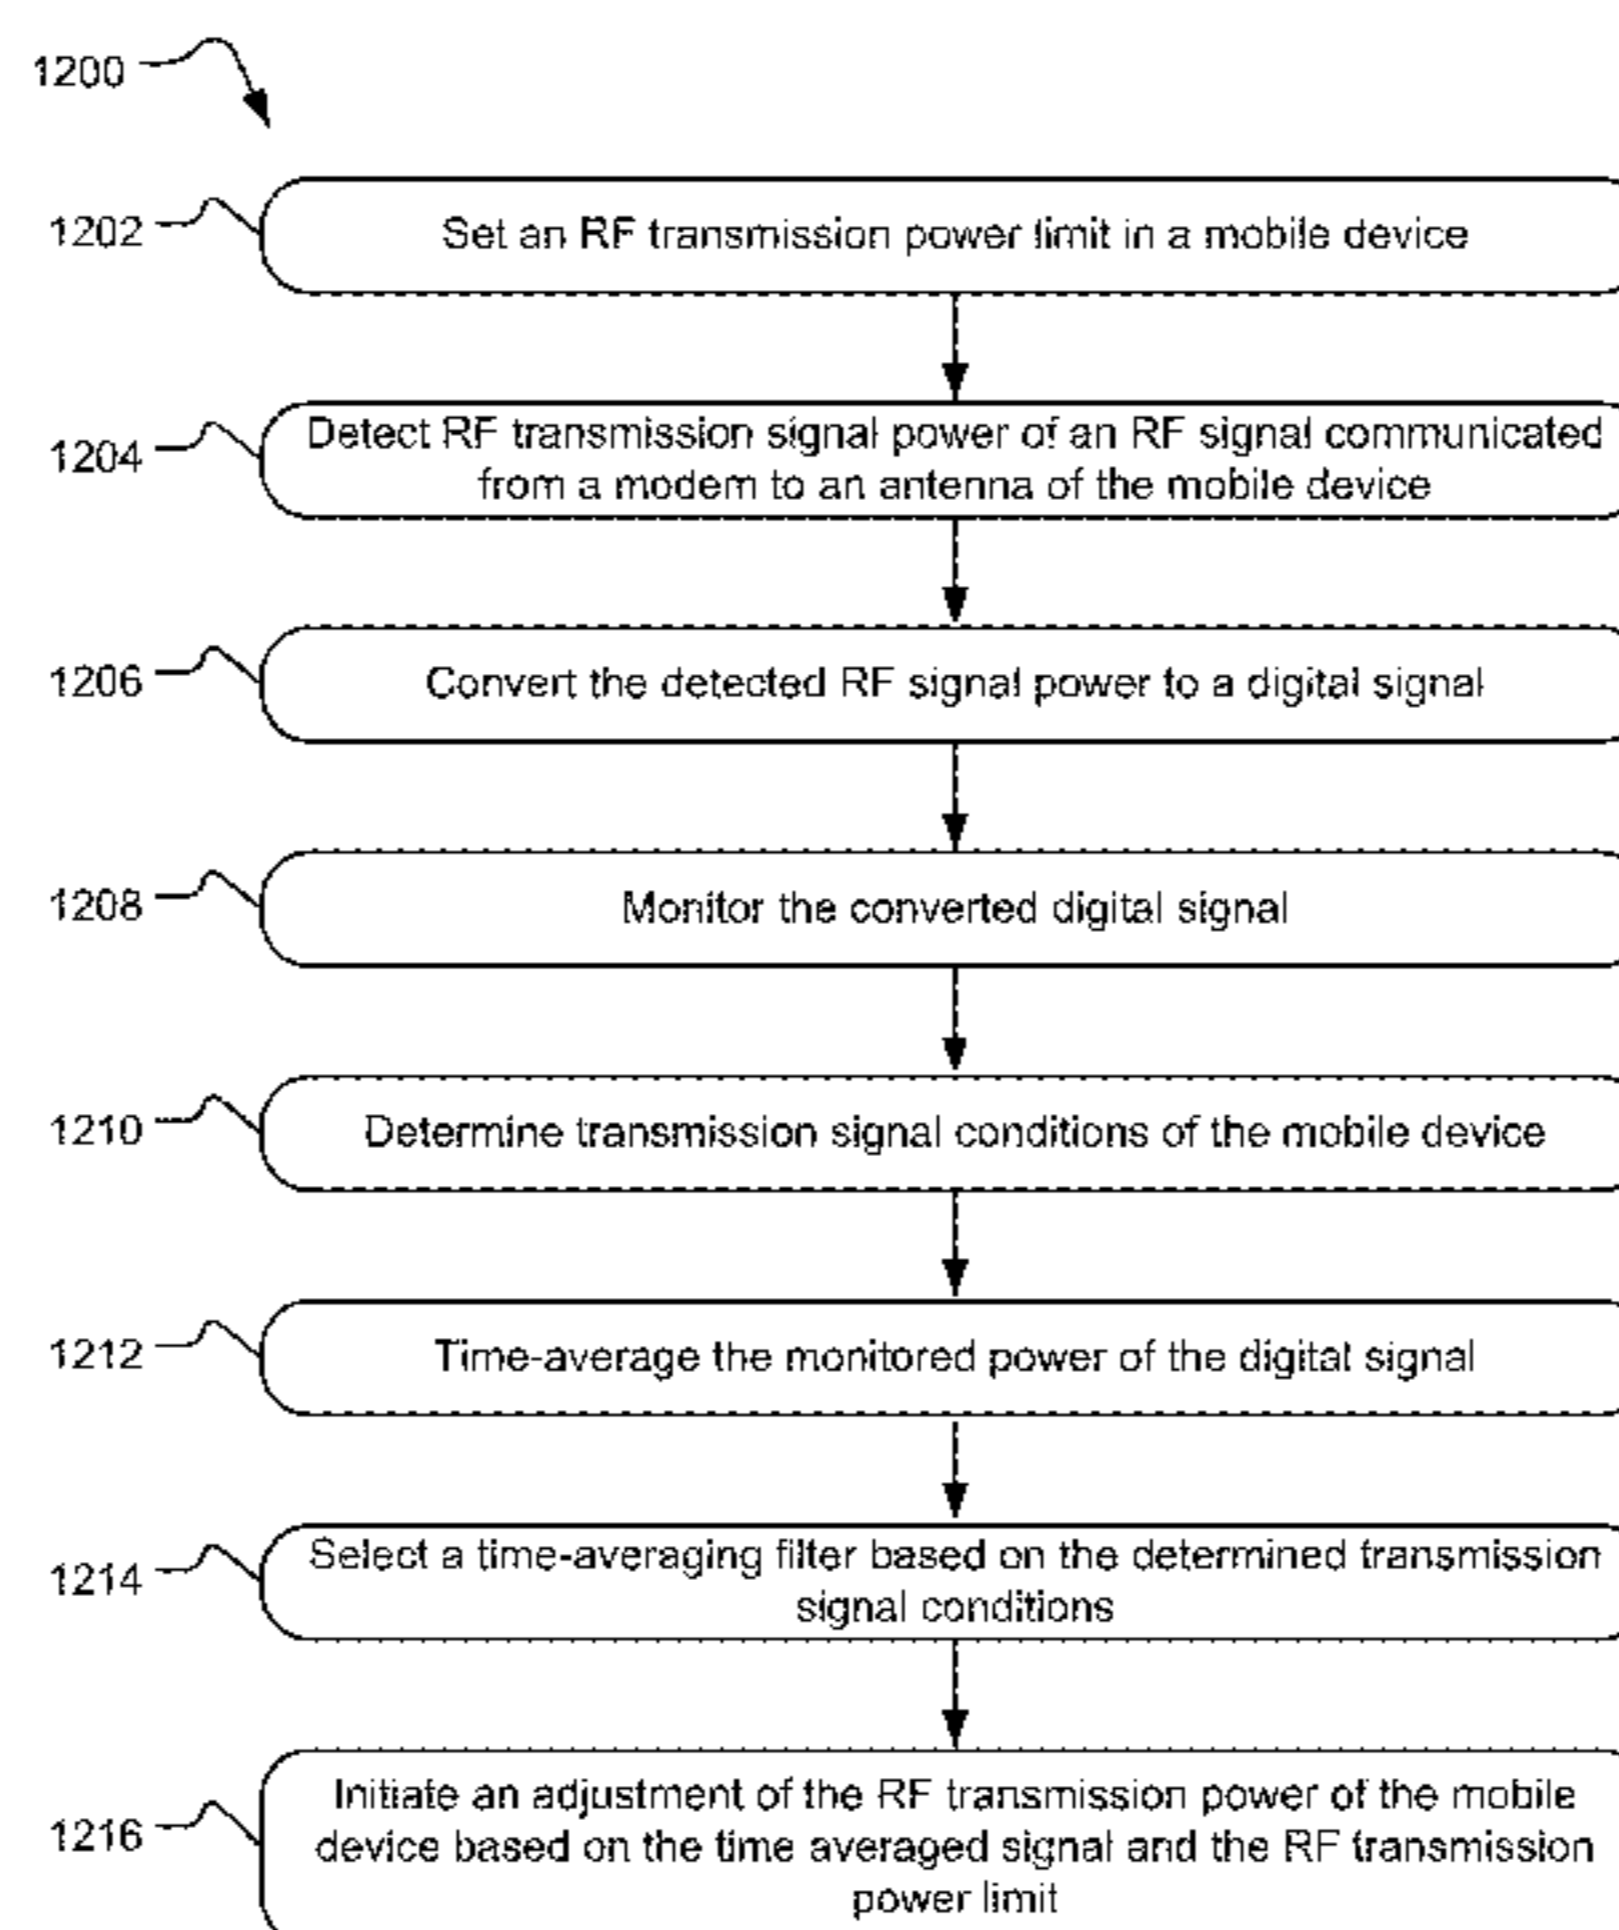 1200
1202
Set an RF transmission power limit in a mobile device
1204
Detect RF transmission signal power of an RF signal communicated
from a modem to an antenna of the mobile device
1206
Convert the detected RF signal power to a digital signal
1208
Monitor the converted digital signal
1210
Determine transmission signal conditions of the mobile device
1212
Time-average the monitored power of the digital signal
1214
Select a time-averaging filter based on the determined transmission
signal conditions
1216
Initiate an adjustment of the RF transmission power of the mobile
device based on the time averaged signal and the RF transmission
power limit